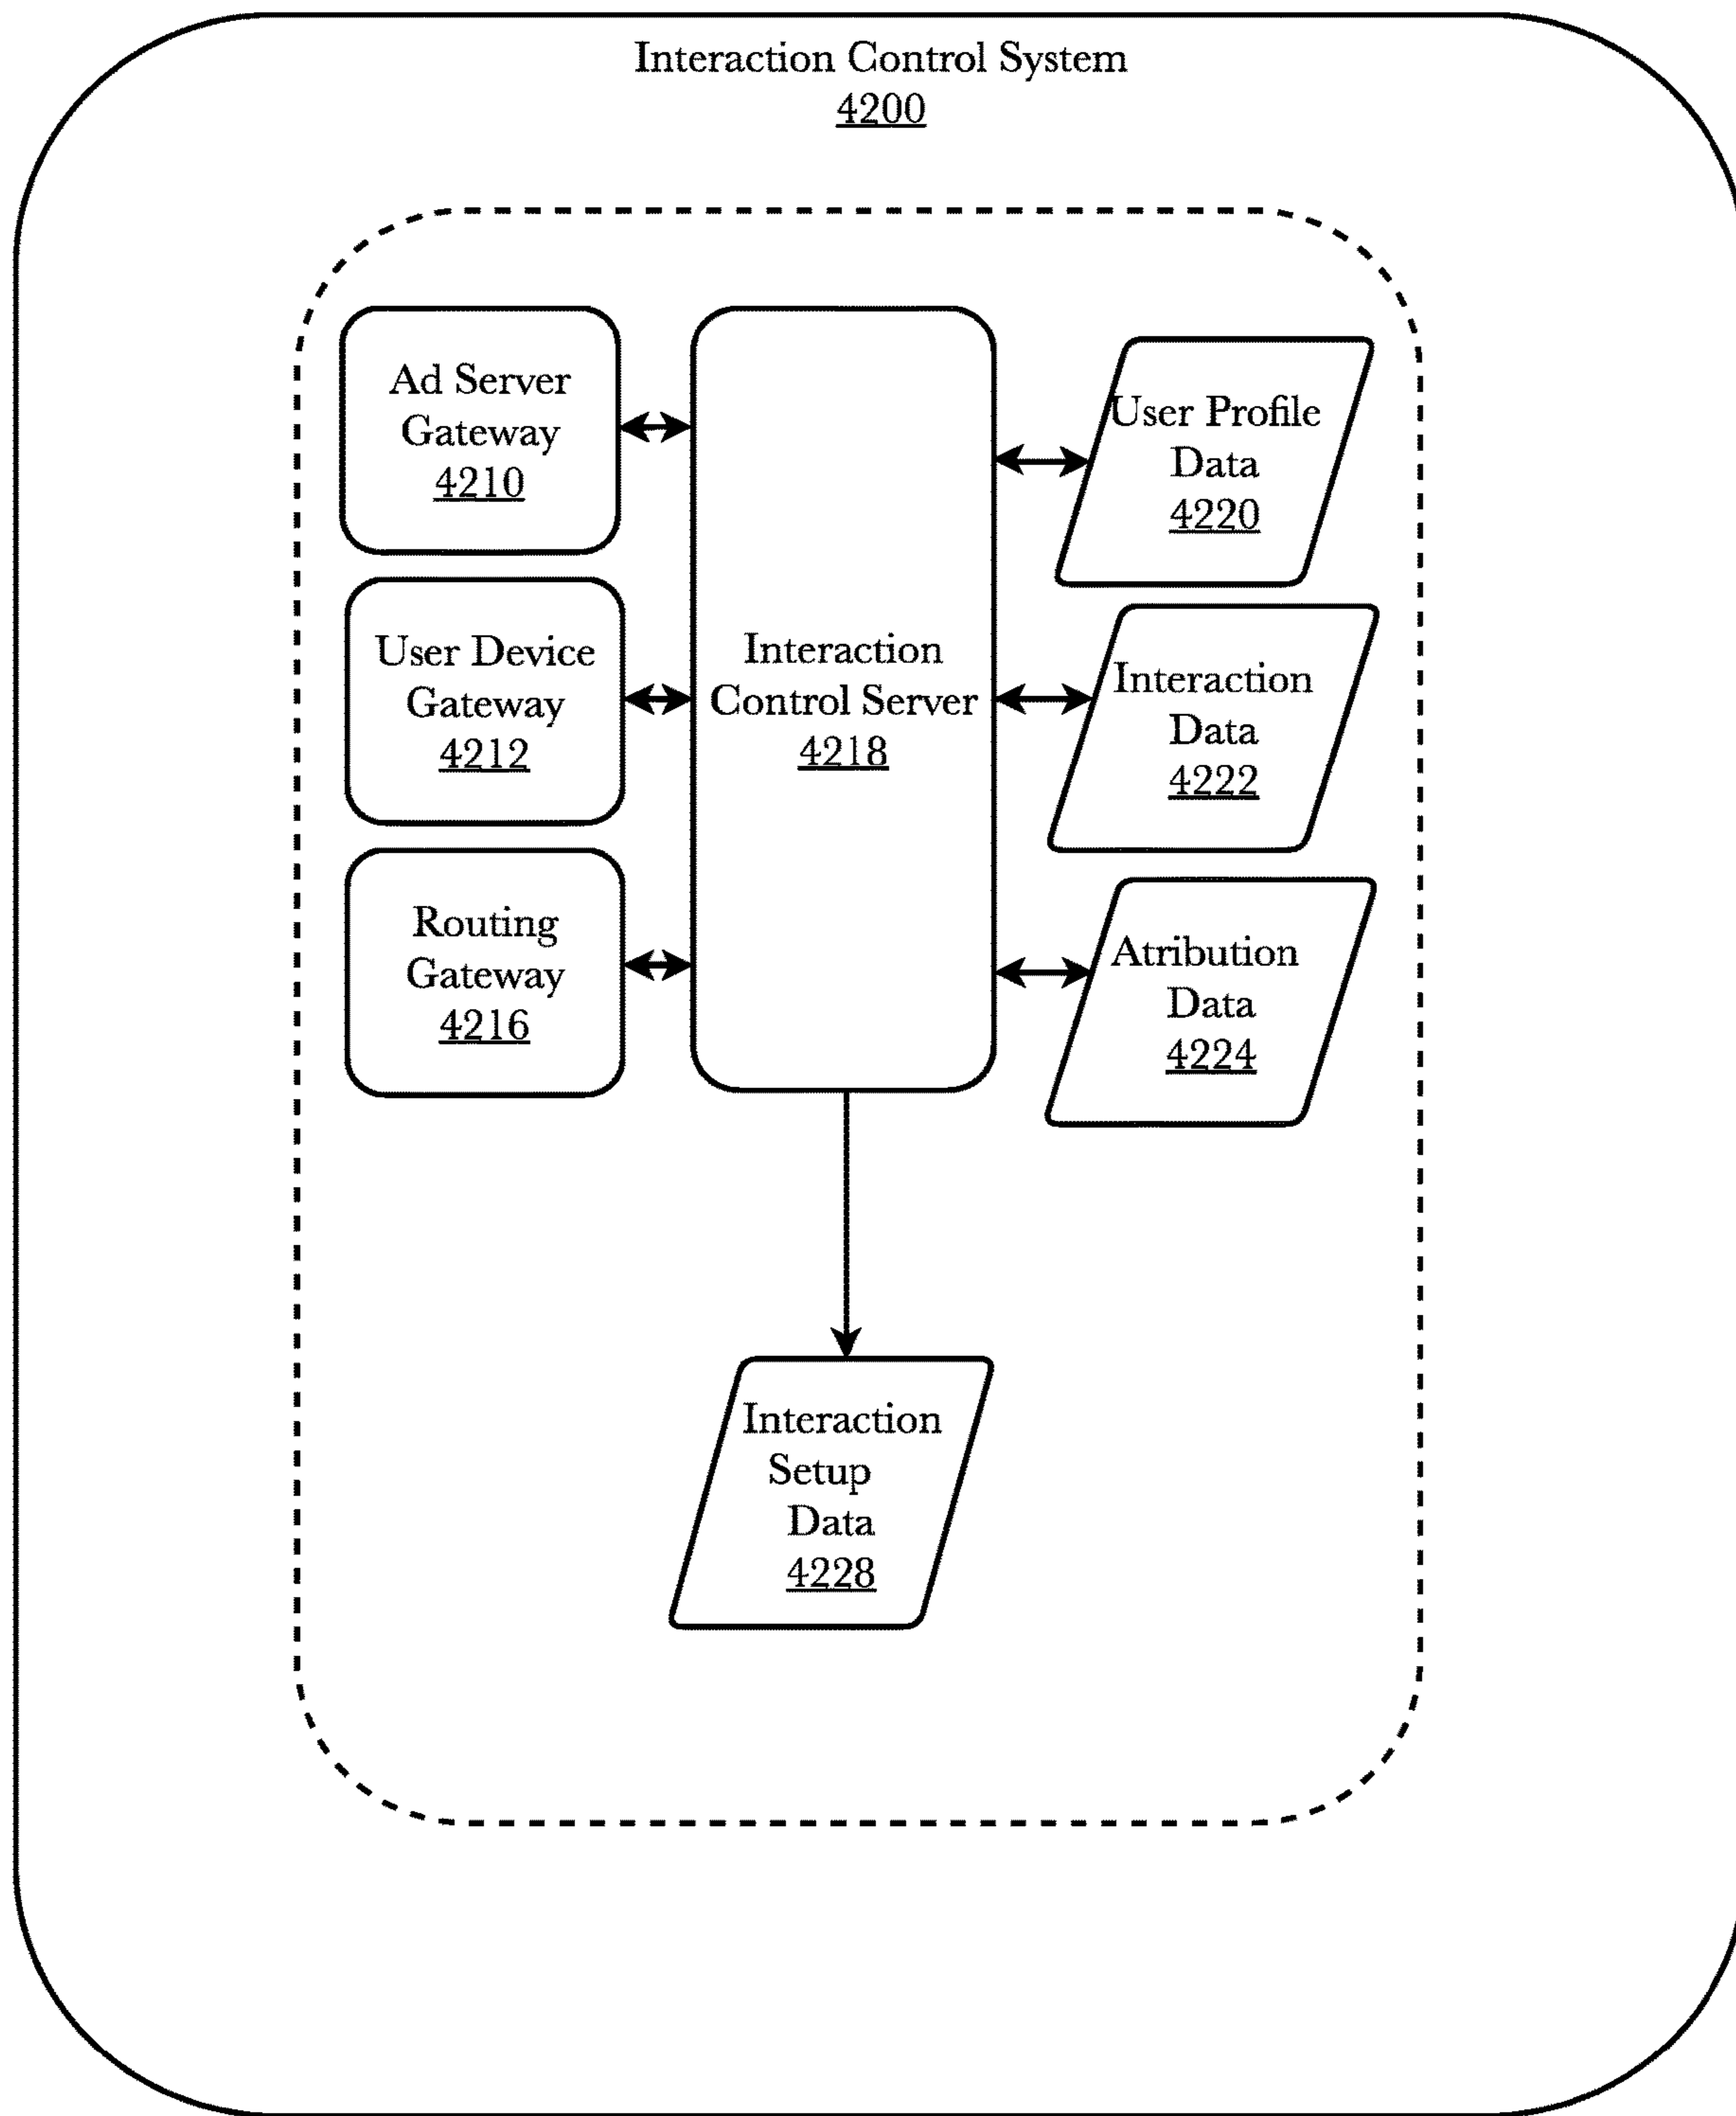 Interaction Control System
4200
Ad Server
Gateway
4210
User Device
Gateway
4212
Routing
Gateway
4216
Interaction
Control Server
4218
User Profile
Data
4220
Interaction
Data
4222
Atribution
Data
4224
Interaction
Setup
Data
4228